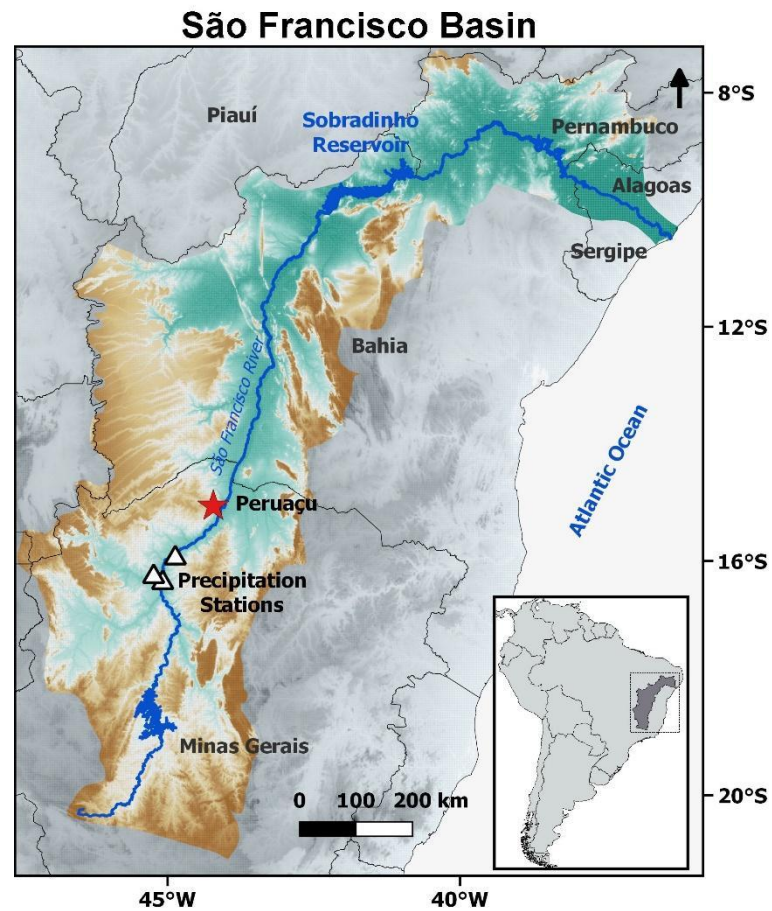 São Francisco Basin
8°S
Piauí
Sobradinho
Reservoir
Pernambuco
Alagoas
Sergipe
12°S
Bahia
São Francisco River
Atlantic Ocean
Peruaçu
16°S
Precipitation
Stations
Minas Gerais
0 100 200 km
20°S
45°W
40°W